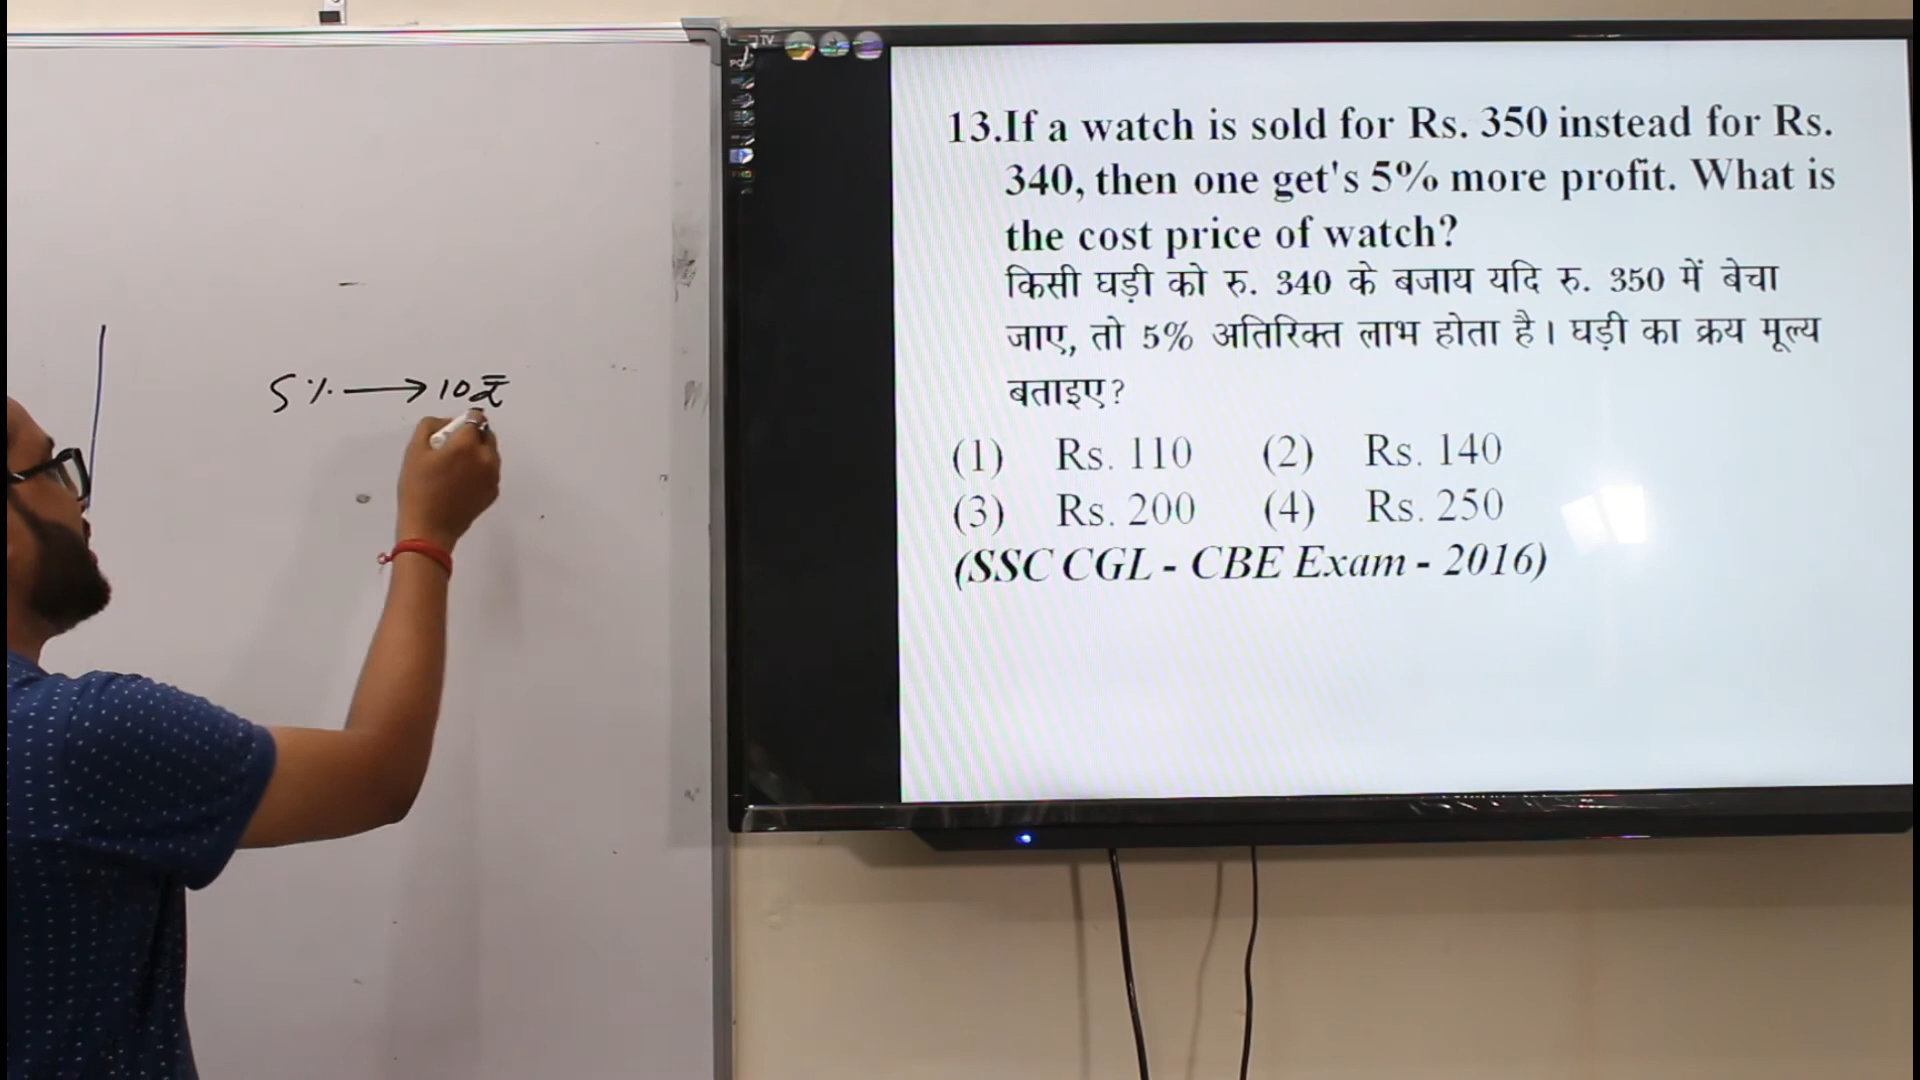 5% → 10₹
13.If a watch is sold for Rs. 350 instead for Rs.
340, then one get's 5% more profit. What is
the cost price of watch?
किसी घड़ी को रु. 340 के बजाय यदि रु. 350 में बेचा
जाए, तो 5% अतिरिक्त लाभ होता है। घड़ी का क्रय मूल्य
बताइए?
(1) Rs. 110 (2) Rs. 140
(3) Rs. 200 (4) Rs. 250
(SSC CGL - CBE Exam - 2016)
TV